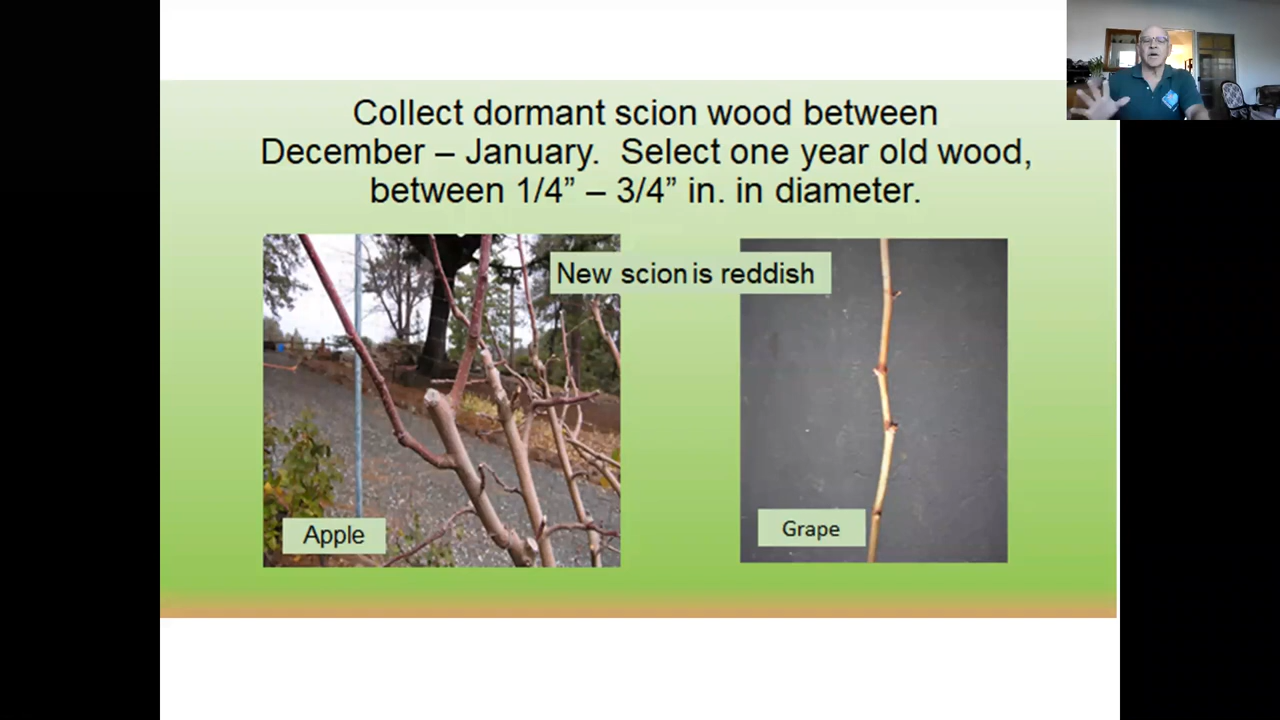 Collect dormant scion wood between
December – January.  Select one year old wood,
between 1/4” – 3/4” in. in diameter.
New scion is reddish
Apple
Grape